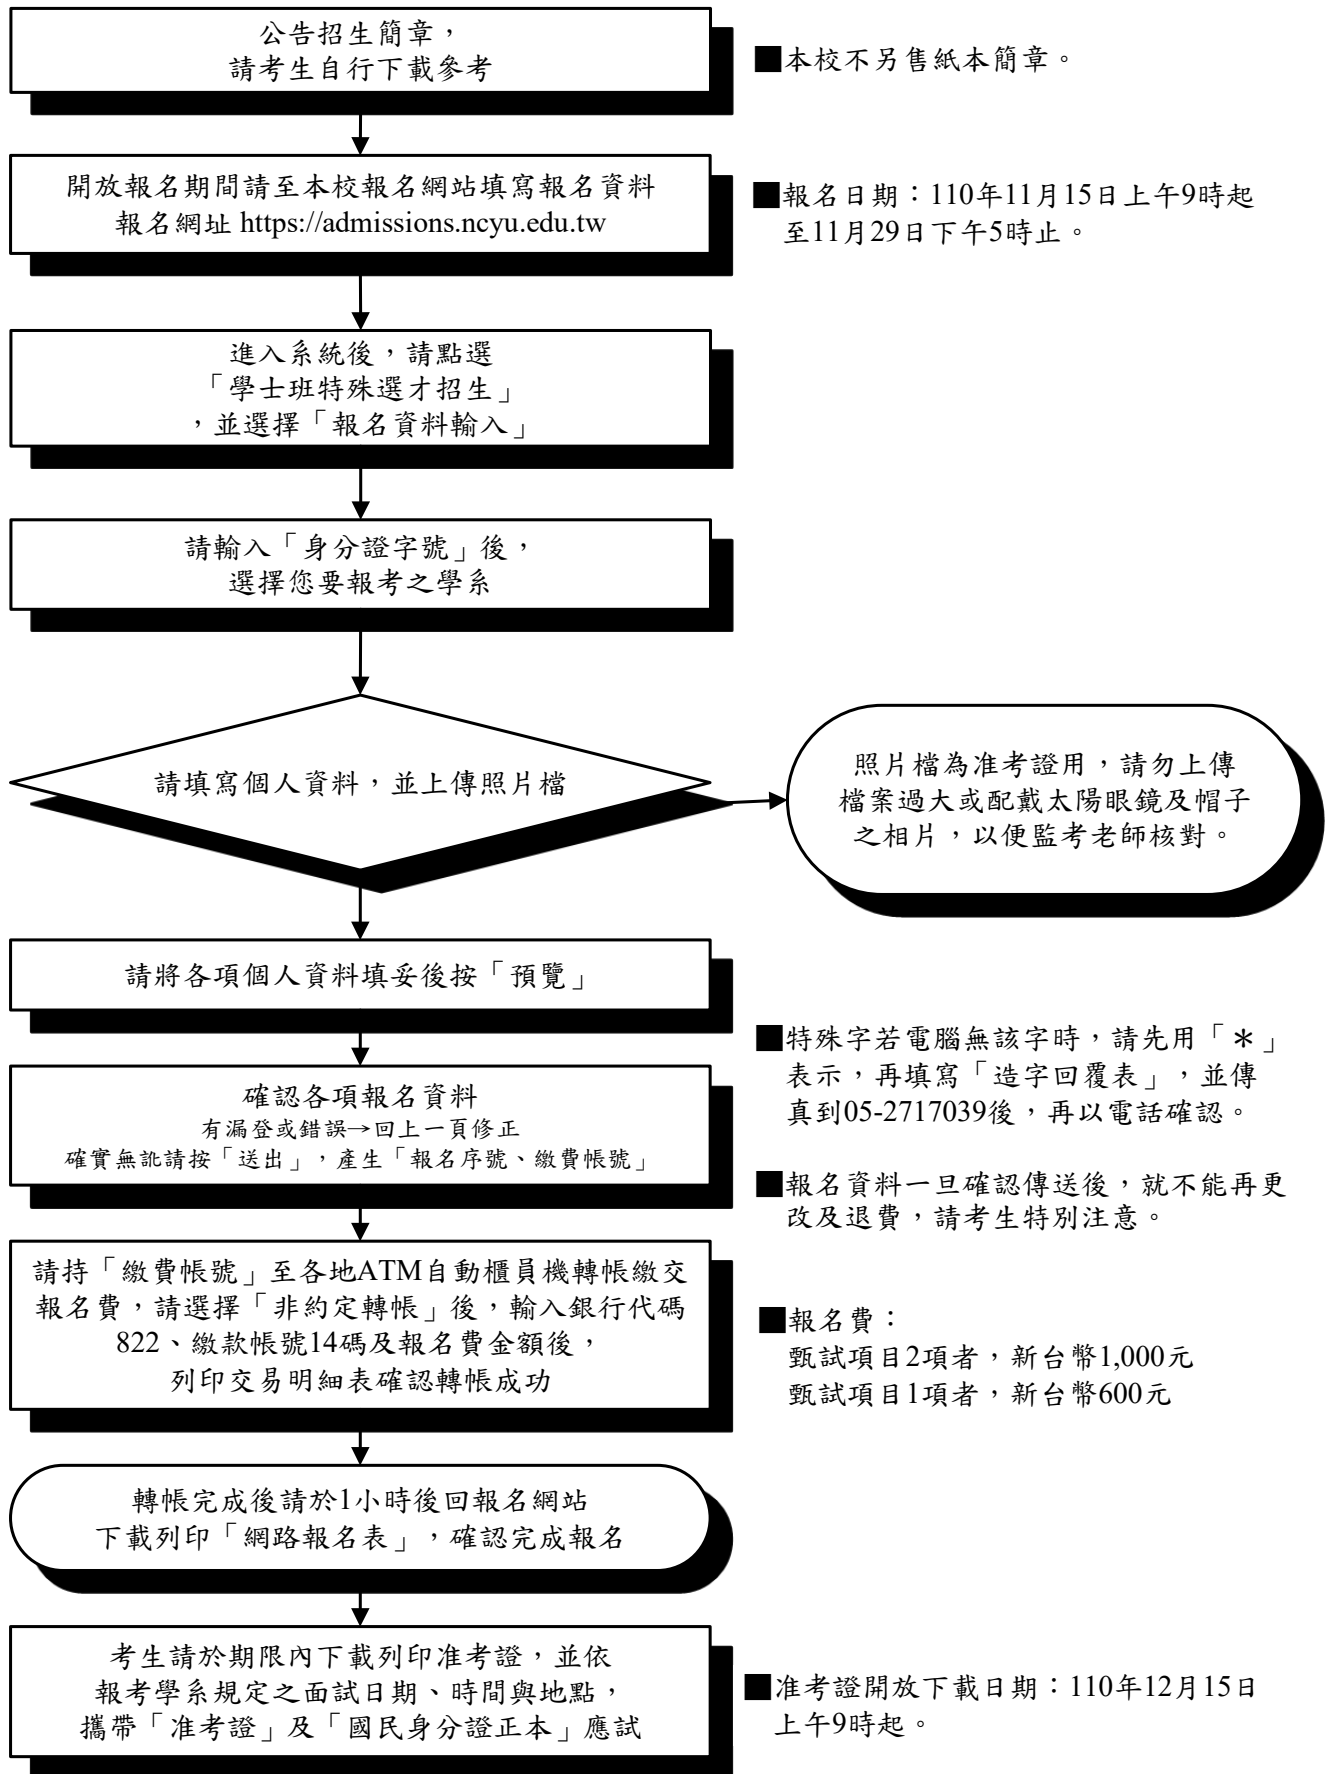 公告招生簡章，
請考生自行下載參考
■本校不另售紙本簡章。
開放報名期間請至本校報名網站填寫報名資料
報名網址 https://admissions.ncyu.edu.tw
■報名日期：110年11月15日上午9時起
至11月29日下午5時止。
進入系統後，請點選
「學士班特殊選才招生」
，並選擇「報名資料輸入」
請輸入「身分證字號」後，
選擇您要報考之學系
請填寫個人資料，並上傳照片檔
照片檔為准考證用，請勿上傳
檔案過大或配戴太陽眼鏡及帽子
之相片，以便監考老師核對。
請將各項個人資料填妥後按「預覽」
■特殊字若電腦無該字時，請先用「＊」
表示，再填寫「造字回覆表」，並傳
真到05-2717039後，再以電話確認。
確認各項報名資料
有漏登或錯誤→回上一頁修正
確實無訛請按「送出」，產生「報名序號、繳費帳號」
■報名資料一旦確認傳送後，就不能再更
改及退費，請考生特別注意。
請持「繳費帳號」至各地ATM自動櫃員機轉帳繳交
報名費，請選擇「非約定轉帳」後，輸入銀行代碼
822、繳款帳號14碼及報名費金額後，
列印交易明細表確認轉帳成功
■報名費：
甄試項目2項者，新台幣1,000元
甄試項目1項者，新台幣600元
轉帳完成後請於1小時後回報名網站
下載列印「網路報名表」，確認完成報名
考生請於期限內下載列印准考證，並依
報考學系規定之面試日期、時間與地點，
攜帶「准考證」及「國民身分證正本」應試
■准考證開放下載日期：110年12月15日
上午9時起。